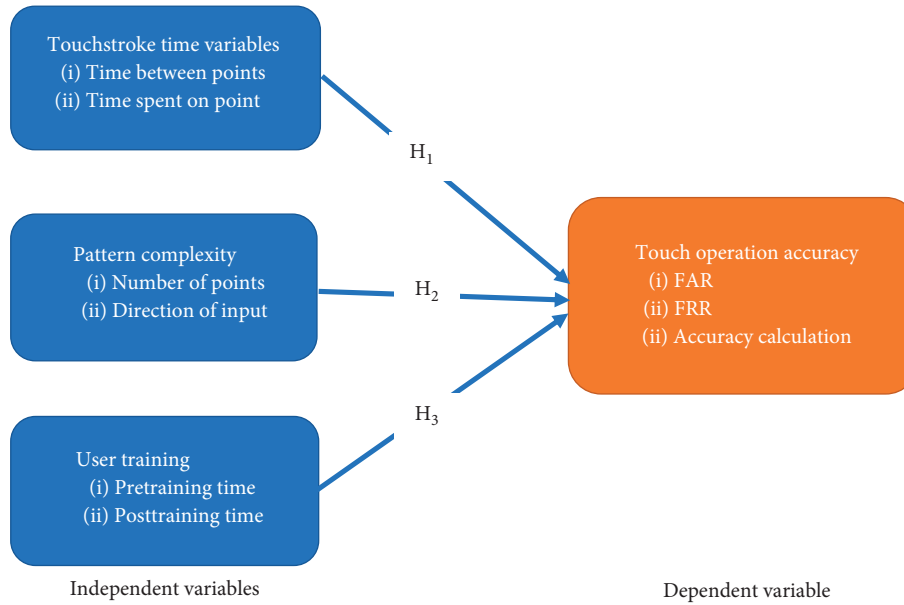 Touchstroke time variables
(i) Time between points
(ii) Time spent on point
H1
Pattern complexity
(i) Number of points
(ii) Direction of input
H2
User training
(i) Pretraining time
(ii) Posttraining time
H3
Touch operation accuracy
(i) FAR
(ii) FRR
(ii) Accuracy calculation
Independent variables
Dependent variable